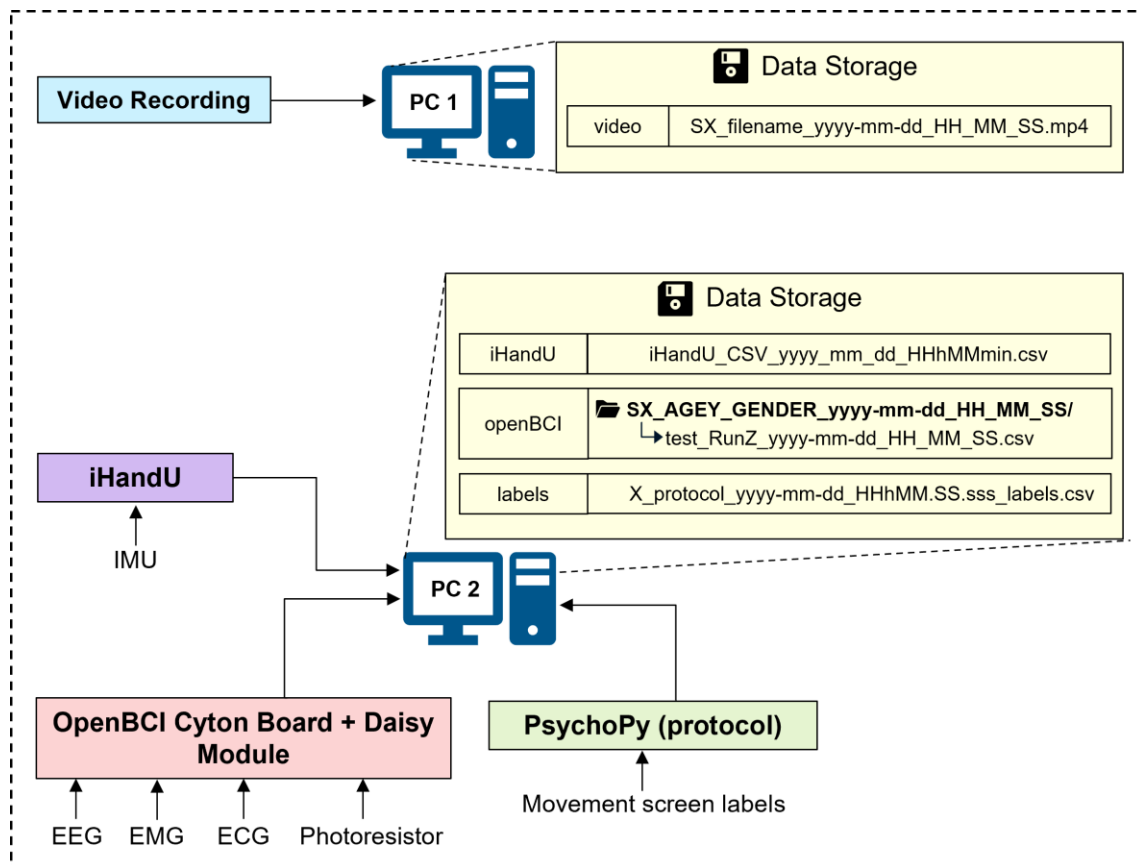 Video Recording
PC 1
Data Storage
video
SX_filename_yyyy-mm-dd_HH_MM_SS.mp4
Data Storage
iHandU
iHandU_CSV_yyyy_mm_dd_HHhMMmin.csv
openBCI
SX_AGEY_GENDER_yyyy-mm-dd_HH_MM_SS/
test_RunZ_yyyy-mm-dd_HH_MM_SS.csv
labels
X_protocol_yyyy-mm-dd_HHhMM.SS.sss_labels.csv
iHandU
IMU
PC 2
OpenBCI Cyton Board + Daisy
Module
EEG
EMG
ECG
Photoresistor
PsychoPy (protocol)
Movement screen labels